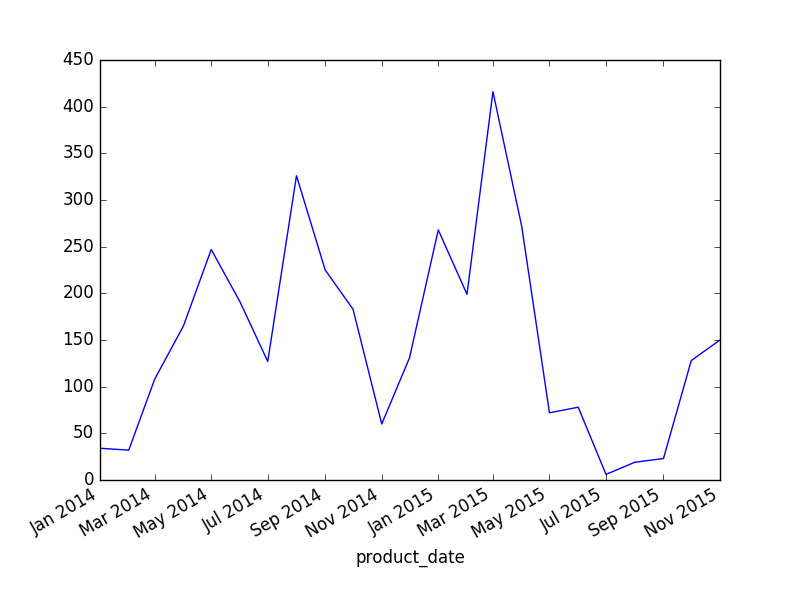 450
400
350
300
250
200
150
100
50
0
Jan 2014
Mar 2014
May 2014
Jul 2014
Sep 2014
Nov 2014
Jan 2015
Mar 2015
May 2015
Jul 2015
Sep 2015
Nov 2015
product_date